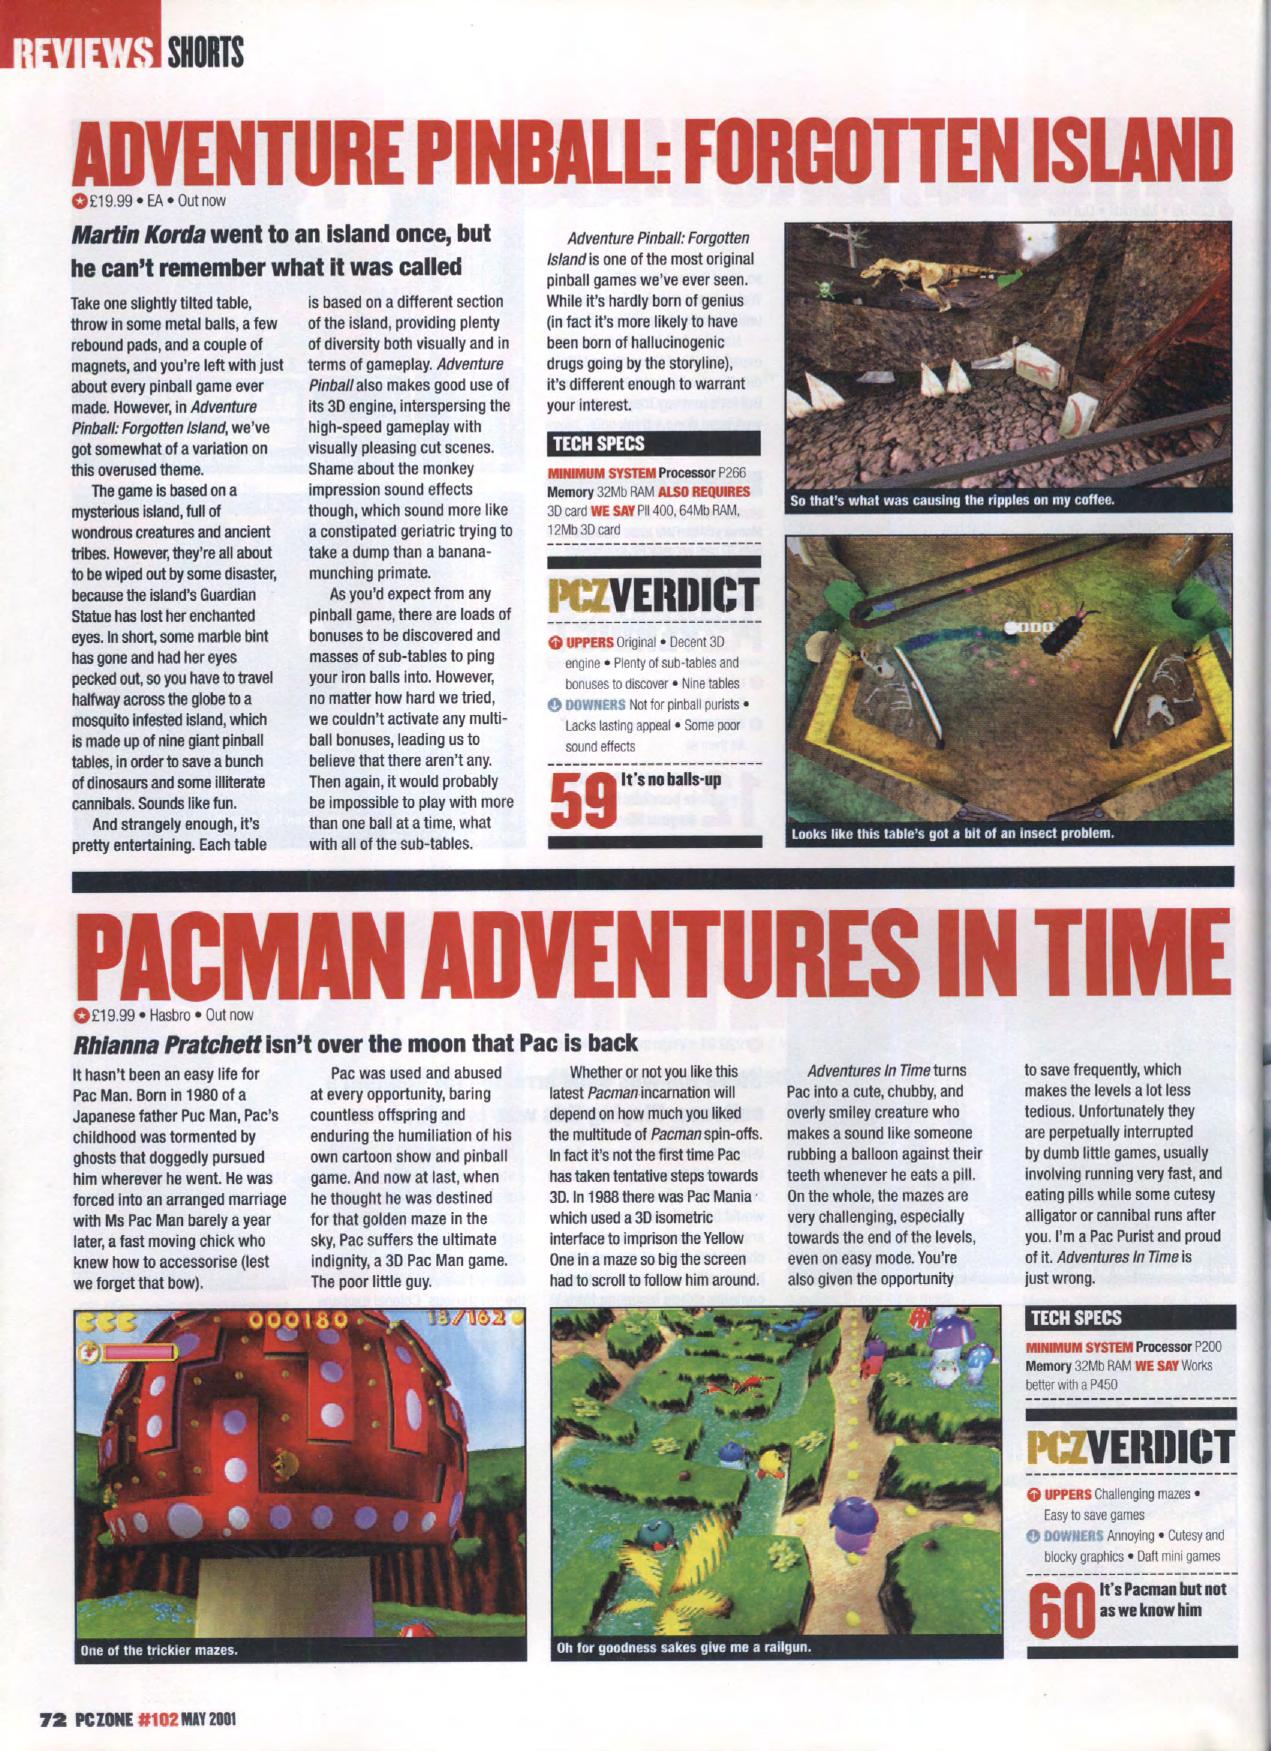 REVIEWS SHORTS
ADVENTURE PINBALL: FORGOTTEN ISLAND
£19.99 • EA • Out now
Martin Korda went to an island once, but
he can't remember what it was called
Take one slightly tilted table,
throw in some metal balls, a few
rebound pads, and a couple of
magnets, and you're left with just
about every pinball game ever
made. However, in Adventure
Pinball: Forgotten Island, we've
got somewhat of a variation on
this overused theme.
The game is based on a
mysterious island, full of
wondrous creatures and ancient
tribes. However, they're all about
to be wiped out by some disaster,
because the island's Guardian
Statue has lost her enchanted
eyes. In short, some marble bint
has gone and had her eyes
pecked out, so you have to travel
halfway across the globe to a
mosquito infested island, which
is made up of nine giant pinball
tables, in order to save a bunch
of dinosaurs and some illiterate
cannibals. Sounds like fun.
And strangely enough, it's
pretty entertaining. Each table
is based on a different section
of the island, providing plenty
of diversity both visually and in
terms of gameplay. Adventure
Pinball also makes good use of
its 3D engine, interspersing the
high-speed gameplay with
visually pleasing cut scenes.
Shame about the monkey
impression sound effects
though, which sound more like
a constipated geriatric trying to
take a dump than a banana-
munching primate.
As you'd expect from any
pinball game, there are loads of
bonuses to be discovered and
masses of sub-tables to ping
your iron balls into. However,
no matter how hard we tried,
we couldn't activate any multi-
ball bonuses, leading us to
believe that there aren't any.
Then again, it would probably
be impossible to play with more
than one ball at a time, what
with all of the sub-tables.
Adventure Pinball: Forgotten
Island is one of the most original
pinball games we've ever seen.
While it's hardly born of genius
(in fact it's more likely to have
been born of hallucinogenic
drugs going by the storyline),
it's different enough to warrant
your interest.
TECH SPECS
MINIMUM SYSTEM Processor P266
Memory 32Mb RAM ALSO REQUIRES
3D card WE SAY PII 400, 64Mb RAM,
12Mb 3D card
PCZVERDICT
UPPERS Original • Decent 3D
engine • Plenty of sub-tables and
bonuses to discover • Nine tables
DOWNERS Not for pinball purists •
Lacks lasting appeal • Some poor
sound effects
59 It's no balls-up
So that's what was causing the ripples on my coffee.
Looks like this table's got a bit of an insect problem.
PACMAN ADVENTURES IN TIME
£19.99 • Hasbro • Out now
Rhianna Pratchett isn't over the moon that Pac is back
It hasn't been an easy life for
Pac Man. Born in 1980 of a
Japanese father Puc Man, Pac's
childhood was tormented by
ghosts that doggedly pursued
him wherever he went. He was
forced into an arranged marriage
with Ms Pac Man barely a year
later, a fast moving chick who
knew how to accessorise (lest
we forget that bow).
Pac was used and abused
at every opportunity, baring
countless offspring and
enduring the humiliation of his
own cartoon show and pinball
game. And now at last, when
he thought he was destined
for that golden maze in the
sky, Pac suffers the ultimate
indignity, a 3D Pac Man game.
The poor little guy.
Whether or not you like this
latest Pacman incarnation will
depend on how much you liked
the multitude of Pacman spin-offs.
In fact it's not the first time Pac
has taken tentative steps towards
3D. In 1988 there was Pac Mania
which used a 3D isometric
interface to imprison the Yellow
One in a maze so big the screen
had to scroll to follow him around.
Adventures In Time turns
Pac into a cute, chubby, and
overly smiley creature who
makes a sound like someone
rubbing a balloon against their
teeth whenever he eats a pill.
On the whole, the mazes are
very challenging, especially
towards the end of the levels,
even on easy mode. You're
also given the opportunity
to save frequently, which
makes the levels a lot less
tedious. Unfortunately they
are perpetually interrupted
by dumb little games, usually
involving running very fast, and
eating pills while some cutesy
alligator or cannibal runs after
you. I'm a Pac Purist and proud
of it. Adventures In Time is
just wrong.
000180 13/162
One of the trickier mazes.
Oh for goodness sakes give me a railgun.
TECH SPECS
MINIMUM SYSTEM Processor P200
Memory 32Mb RAM WE SAY Works
better with a P450
PCZVERDICT
UPPERS Challenging mazes •
Easy to save games
DOWNERS Annoying • Cutesy and
blocky graphics • Daft mini games
60 It's Pacman but not
as we know him
72 PCZONE #102 MAY 2001